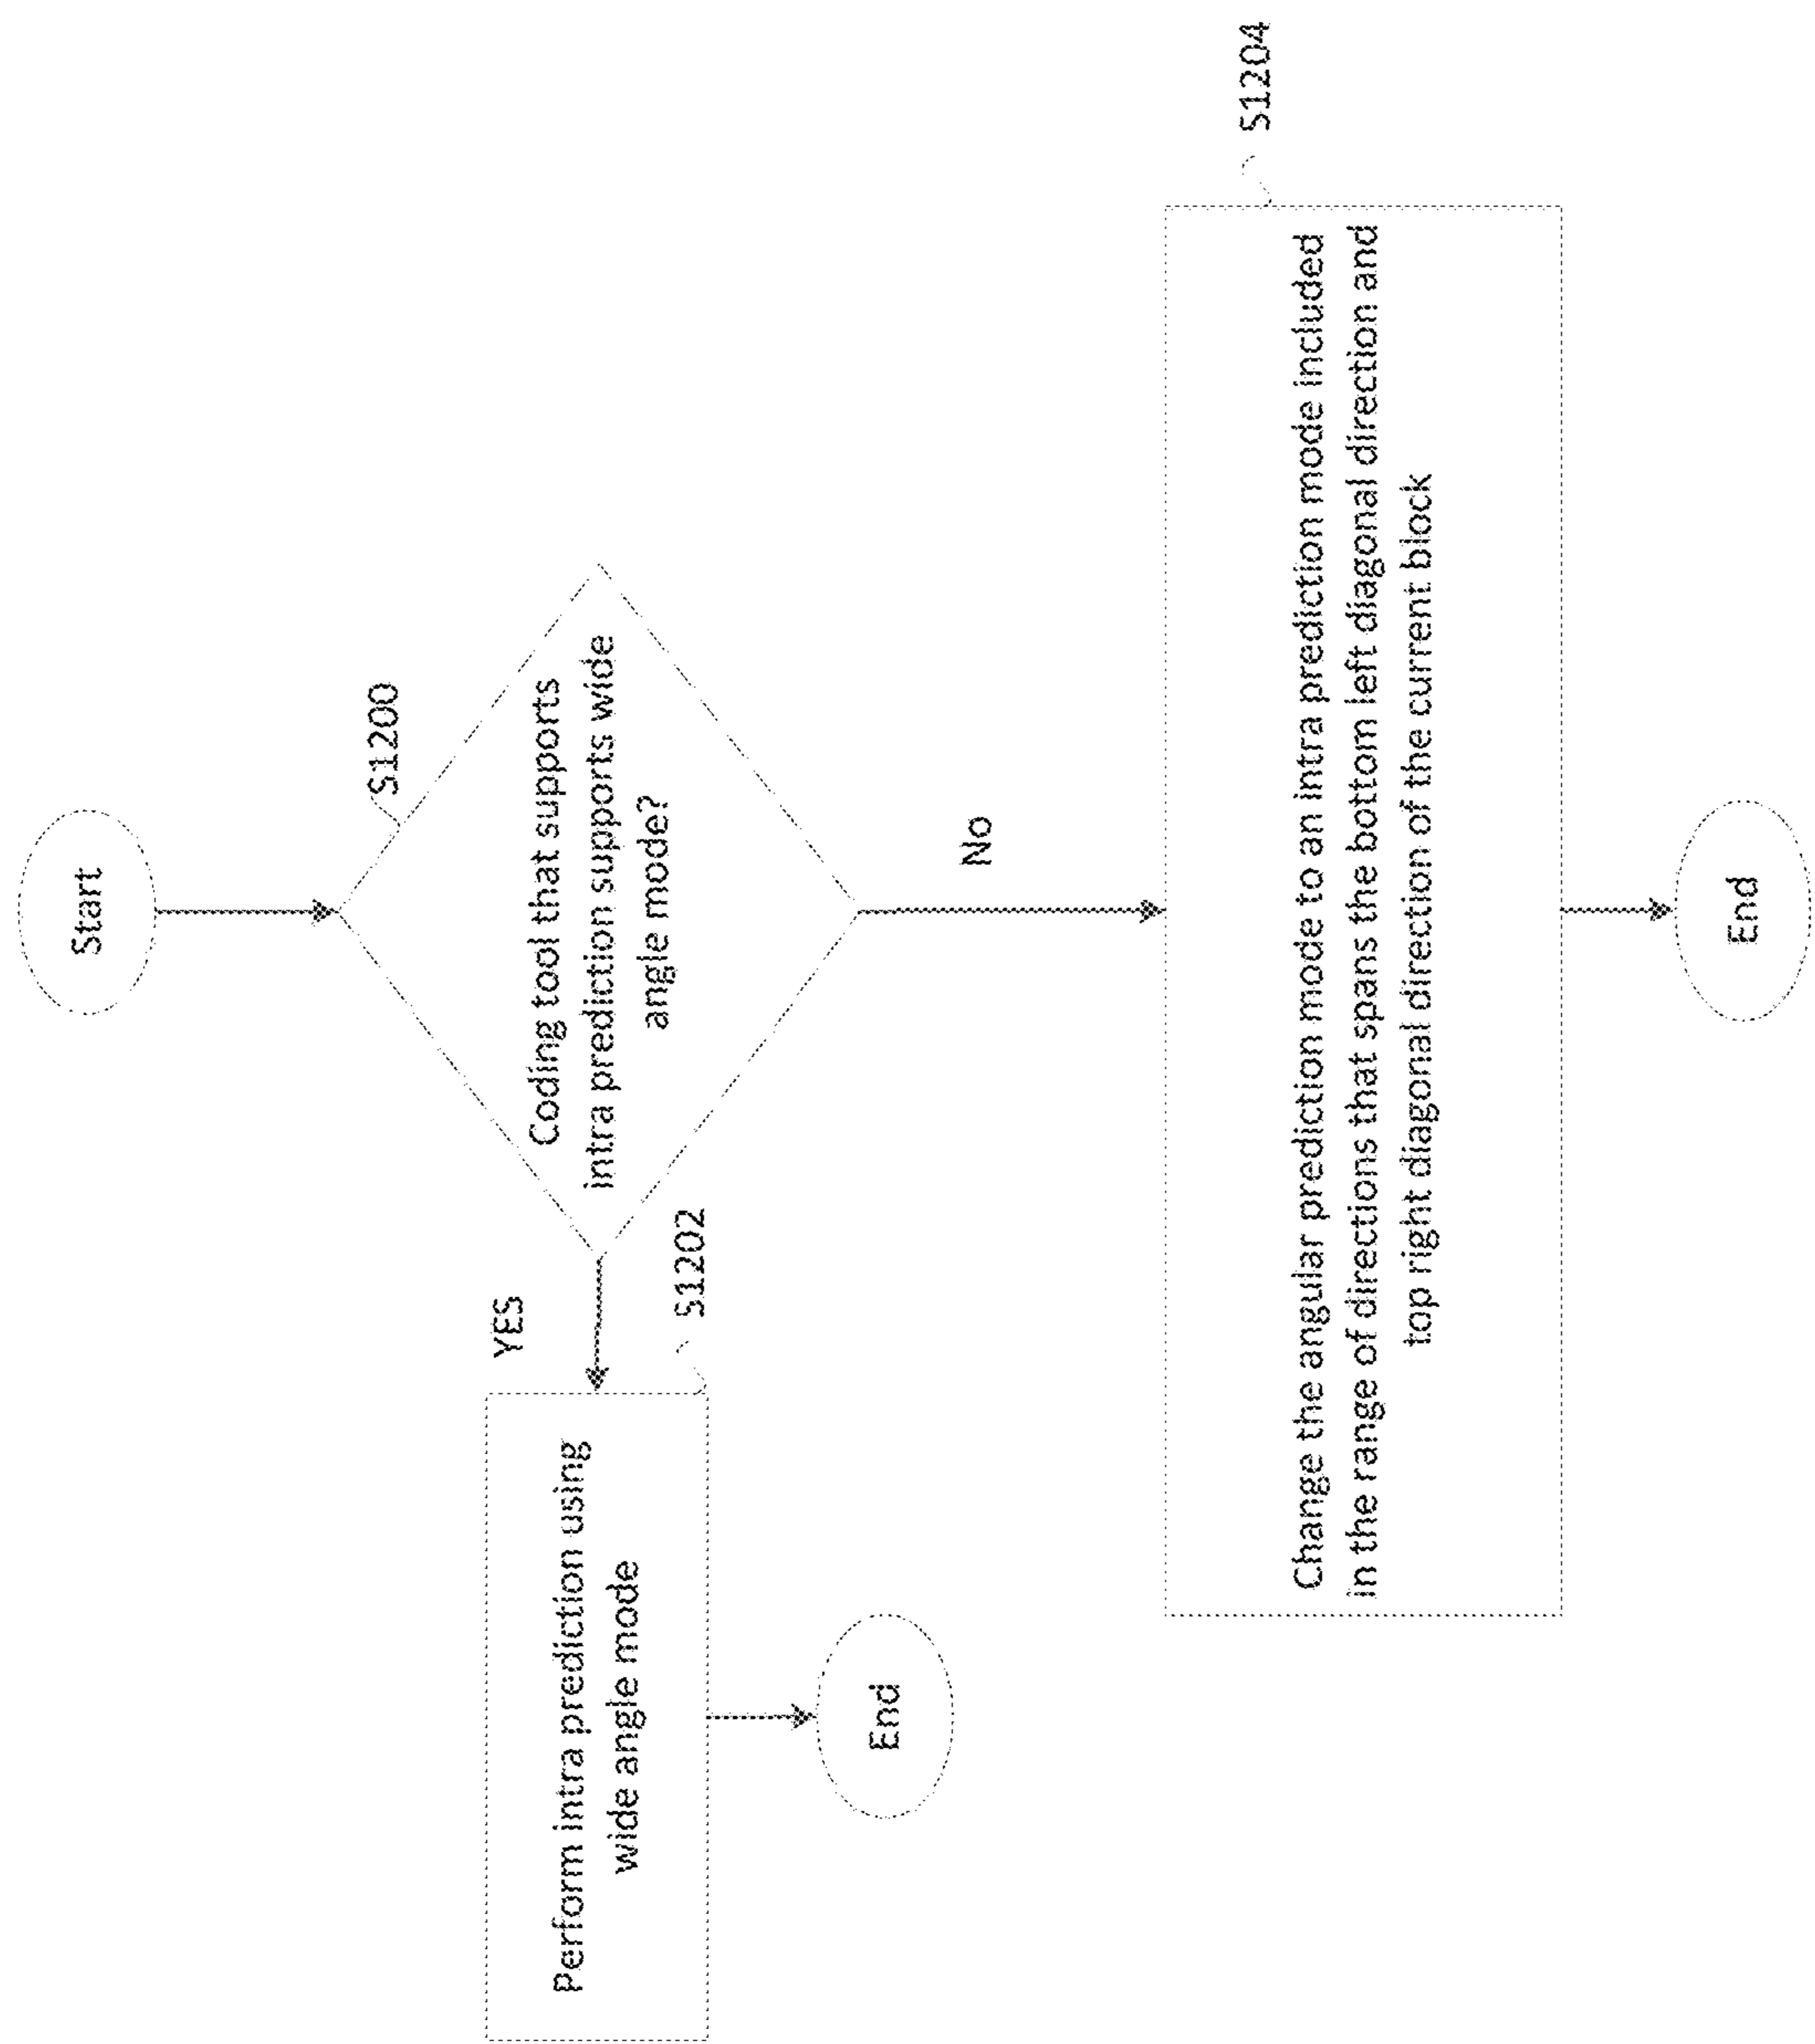 Start
S1200
Coding tool that supports
intra prediction supports wide
angle mode?
YES
S1202
Perform intra prediction using
wide angle mode
End
No
S1204
Change the angular prediction mode to an intra prediction mode included
in the range of directions that spans the bottom left diagonal direction and
top right diagonal direction of the current block
End